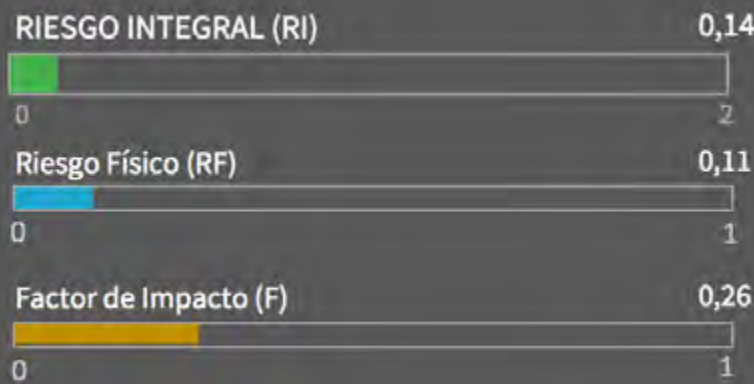 RIESGO INTEGRAL (RI) 0,14
0 2
Riesgo Físico (RF) 0,11
0 1
Factor de Impacto (F) 0,26
0 1